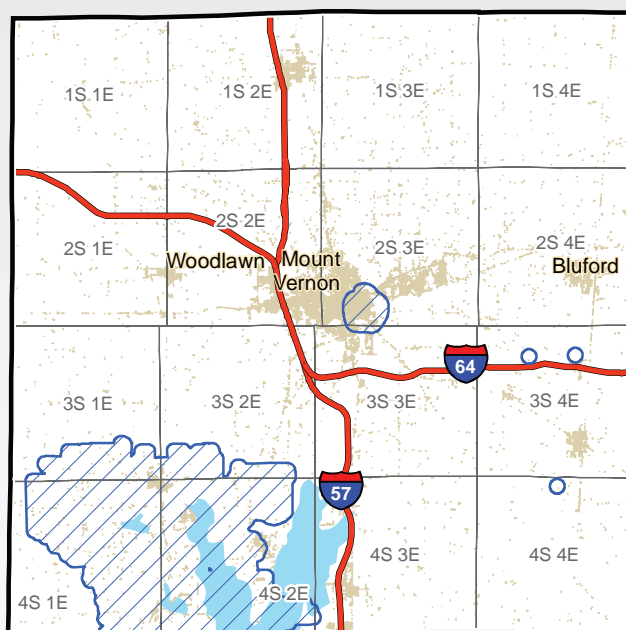 1S 1E
1S 2E
1S 3E
1S 4E
2S 1E
2S 2E
2S 3E
2S 4E
Woodlawn
Mount
Vernon
Bluford
64
3S 1E
3S 2E
3S 3E
3S 4E
57
4S 1E
4S 2E
4S 3E
4S 4E